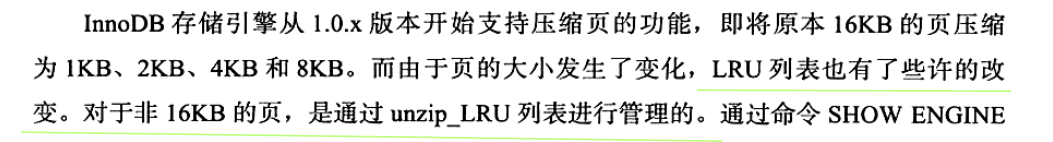 InnoDB 存储引擎从 1.0.x 版本开始支持压缩页的功能，即将原本 16KB 的页压缩
为 1KB、2KB、4KB 和 8KB。而由于页的大小发生了变化，LRU 列表也有了些许的改
变。对于非 16KB 的页，是通过 unzip_LRU 列表进行管理的。通过命令 SHOW ENGINE